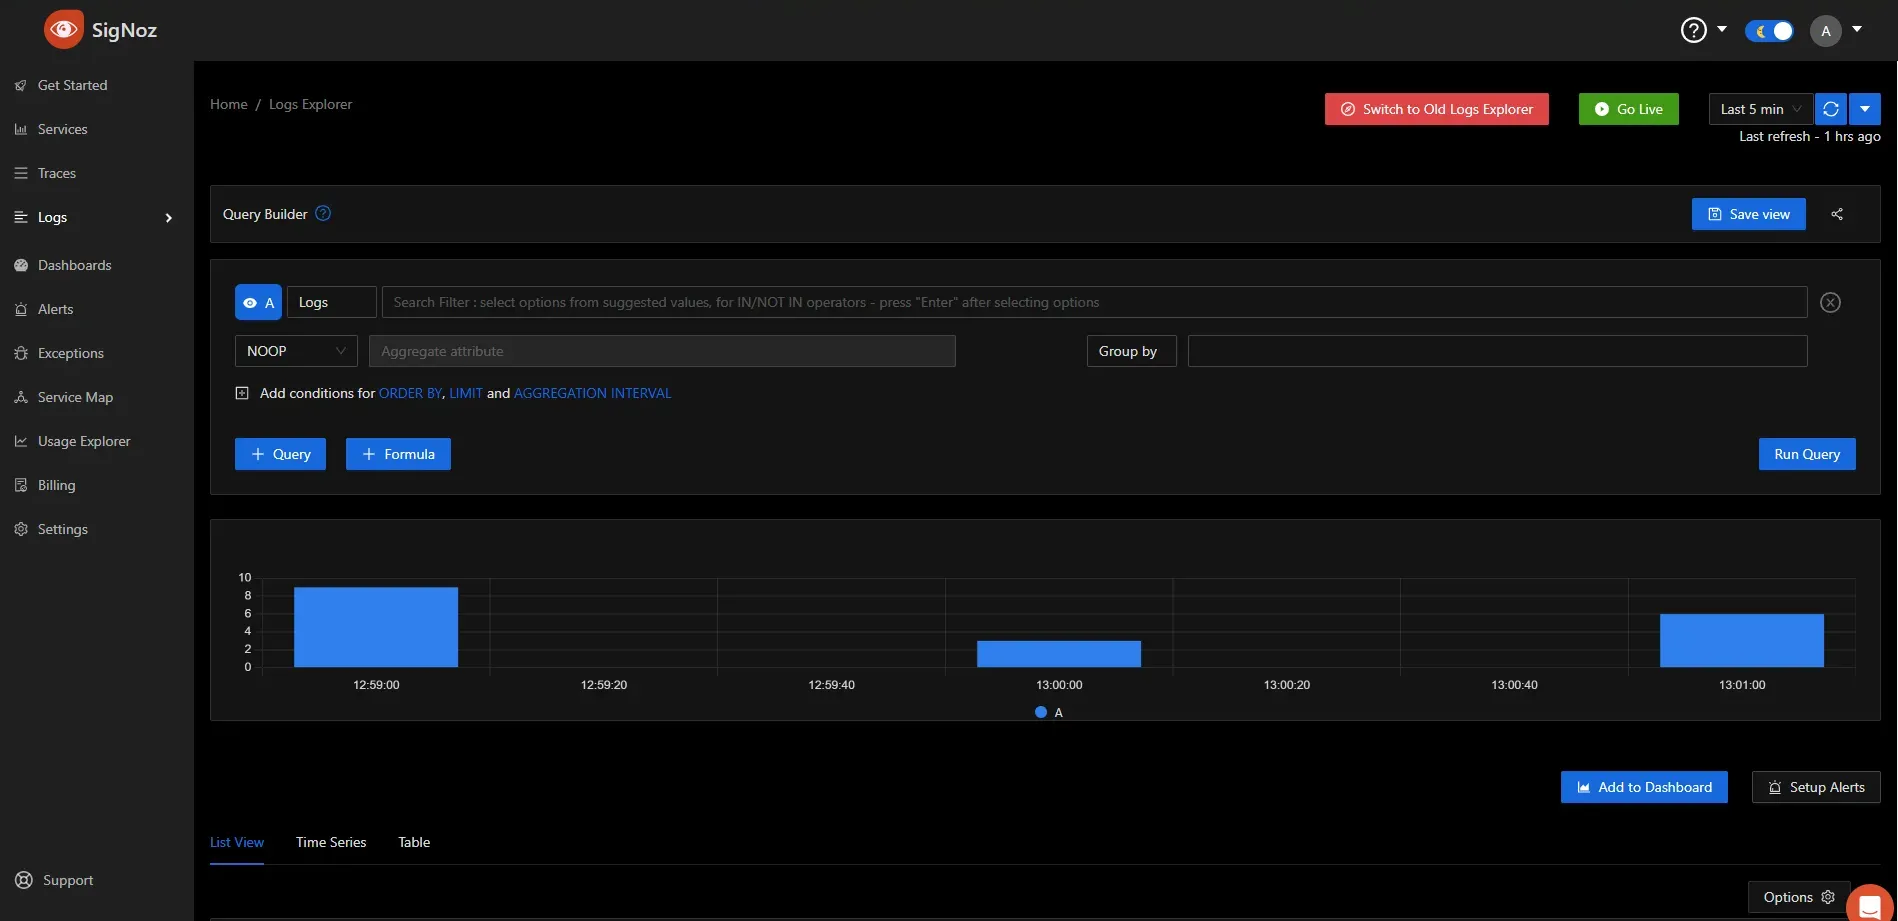 SigNoz
A
Get Started
Services
Traces
Logs
Dashboards
Alerts
Exceptions
Service Map
Usage Explorer
Billing
Settings
Support
Home / Logs Explorer
Switch to Old Logs Explorer
Go Live
Last 5 min
Last refresh - 1 hrs ago
Query Builder
Save view
A
Logs
Search Filter : select options from suggested values, for IN/NOT IN operators - press "Enter" after selecting options
NOOP
Aggregate attribute
Group by
Add conditions for ORDER BY, LIMIT and AGGREGATION INTERVAL
+ Query
+ Formula
Run Query
10
8
6
4
2
0
12:59:00 12:59:20 12:59:40 13:00:00 13:00:20 13:00:40 13:01:00
A
Add to Dashboard
Setup Alerts
List View Time Series Table
Options